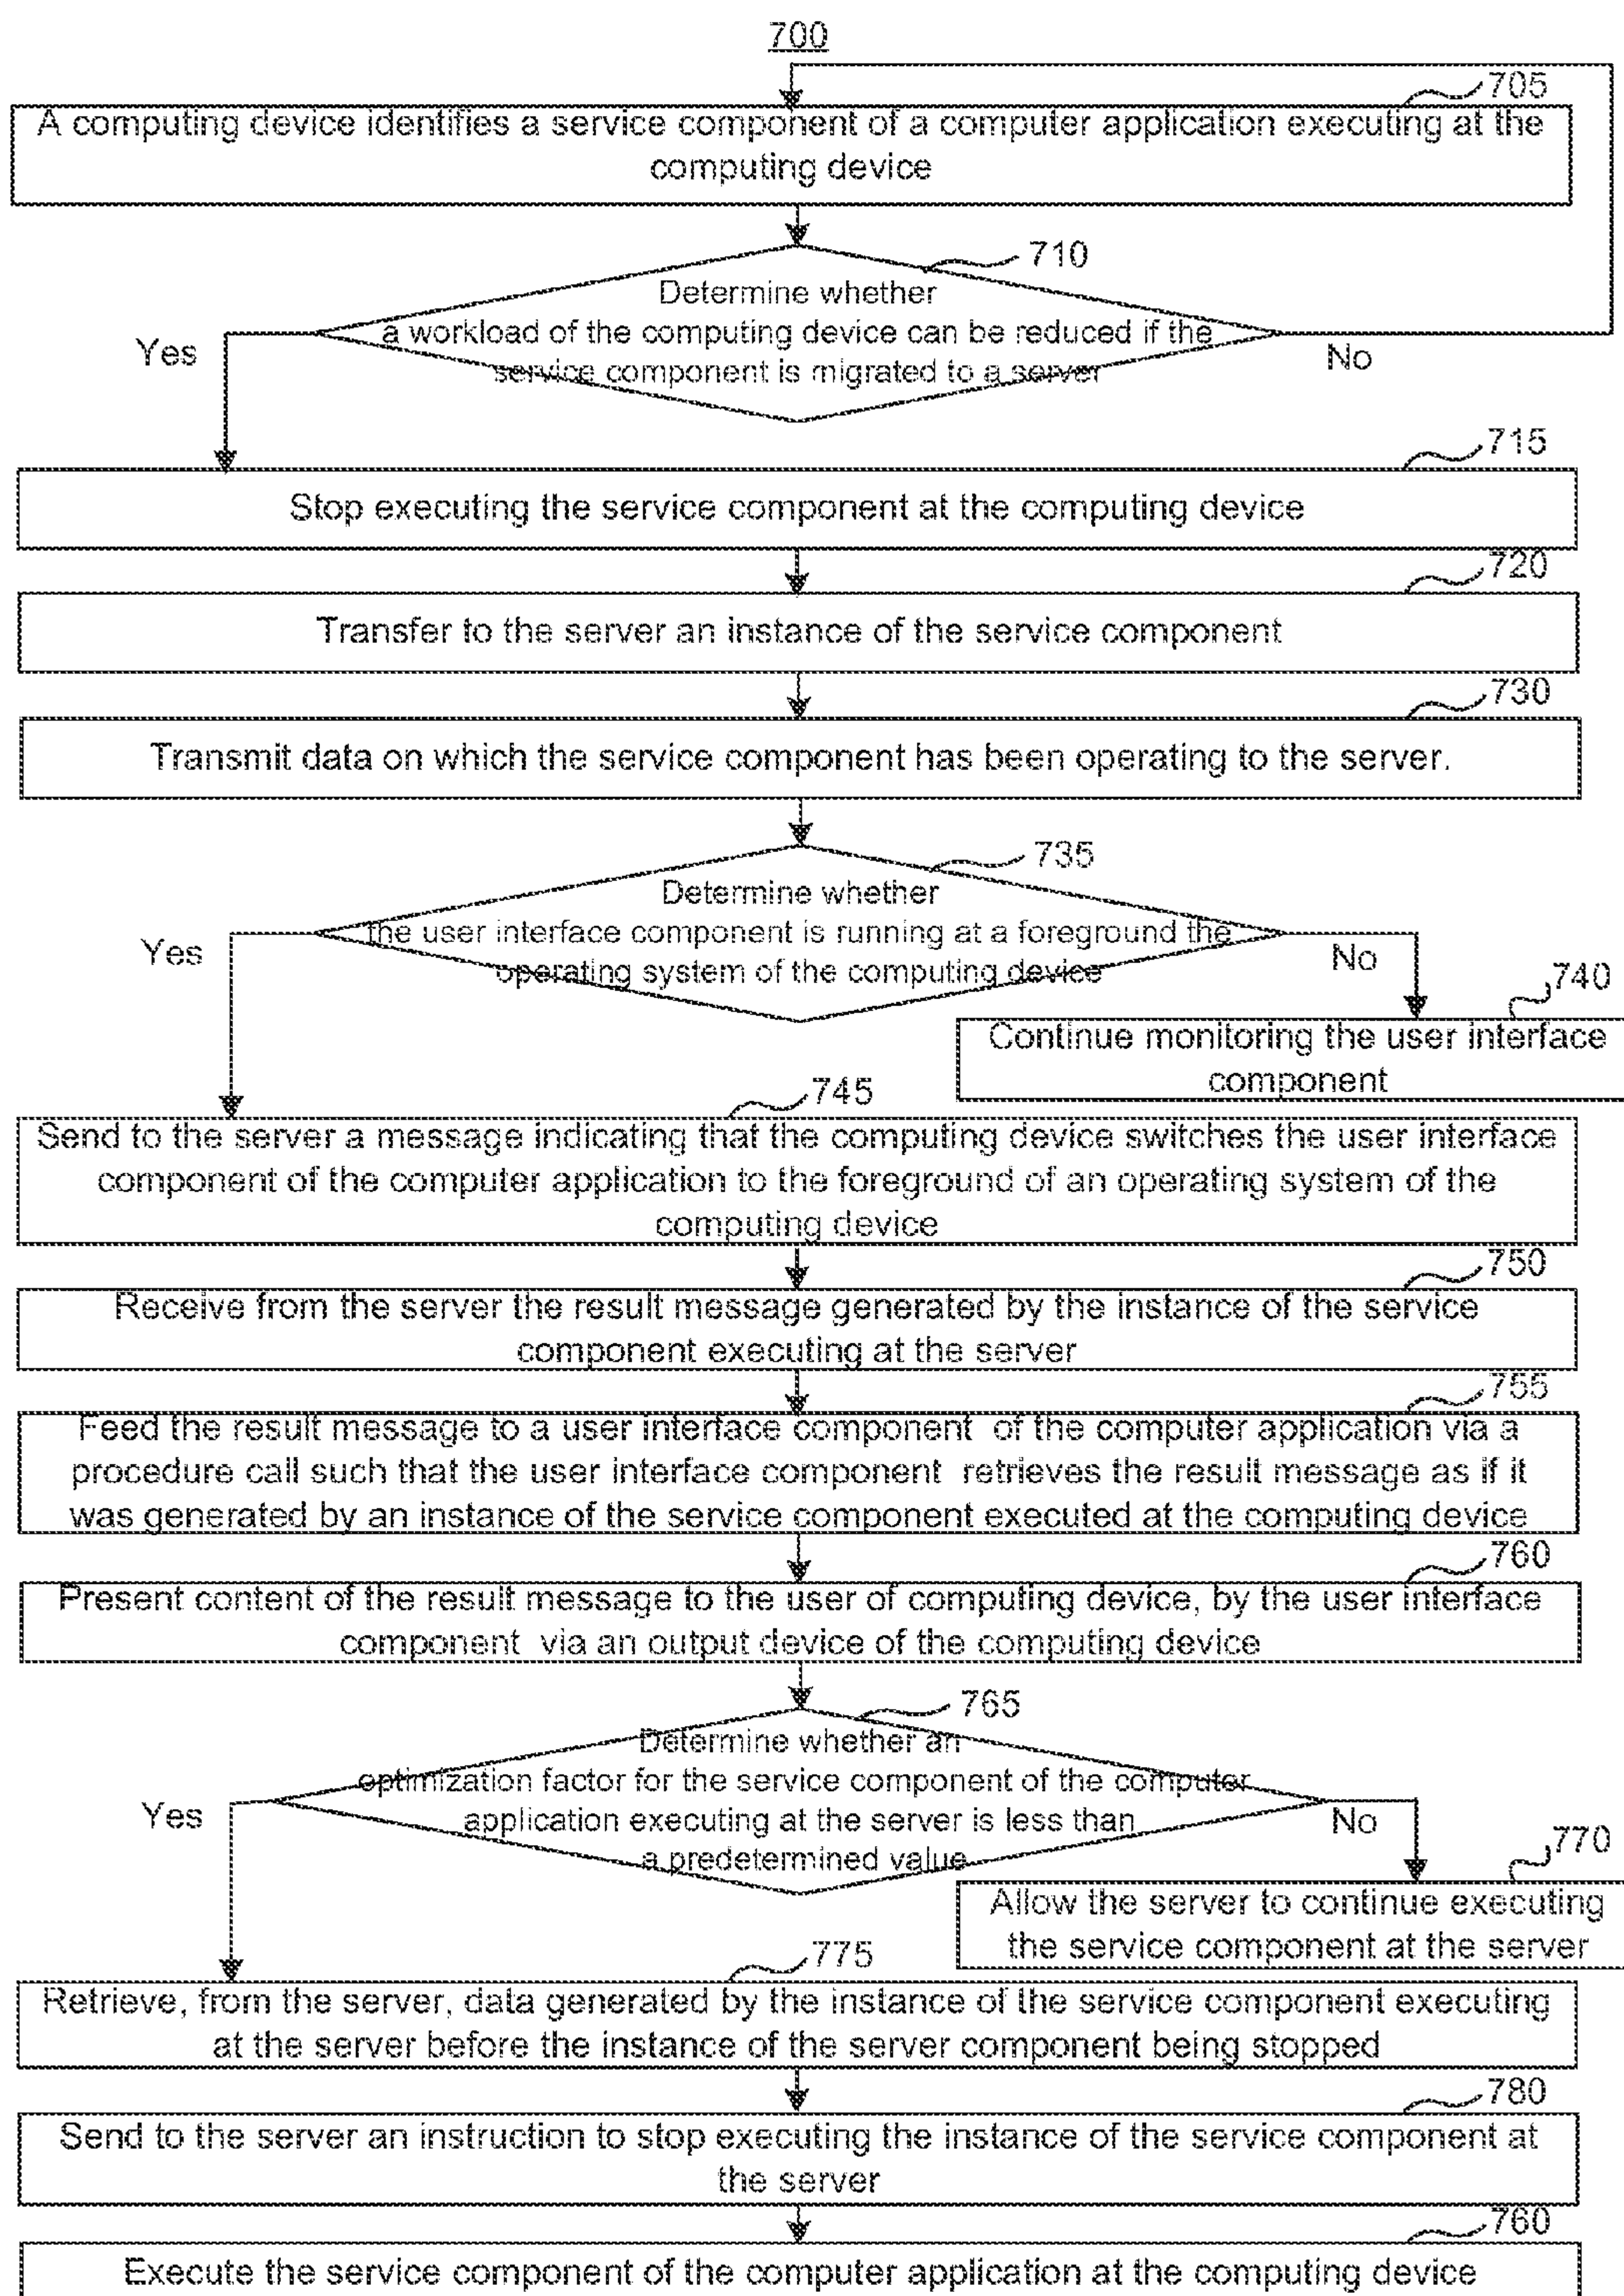 700
705
A computing device identifies a service component of a computer application executing at the
computing device
710
Determine whether
a workload of the computing device can be reduced if the
service component is migrated to a server
Yes
No
715
Stop executing the service component at the computing device
720
Transfer to the server an instance of the service component
730
Transmit data on which the service component has been operating to the server.
735
Determine whether
the user interface component is running at a foreground the
operating system of the computing device
Yes
No
740
Continue monitoring the user interface
component
745
Send to the server a message indicating that the computing device switches the user interface
component of the computer application to the foreground of an operating system of the
computing device
750
Receive from the server the result message generated by the instance of the service
component executing at the server
755
Feed the result message to a user interface component of the computer application via a
procedure call such that the user interface component retrieves the result message as if it
was generated by an instance of the service component executed at the computing device
760
Present content of the result message to the user of computing device, by the user interface
component via an output device of the computing device
765
Determine whether an
optimization factor for the service component of the computer
application executing at the server is less than
a predetermined value
Yes
No
770
Allow the server to continue executing
the service component at the server
775
Retrieve, from the server, data generated by the instance of the service component executing
at the server before the instance of the server component being stopped
780
Send to the server an instruction to stop executing the instance of the service component at
the server
760
Execute the service component of the computer application at the computing device